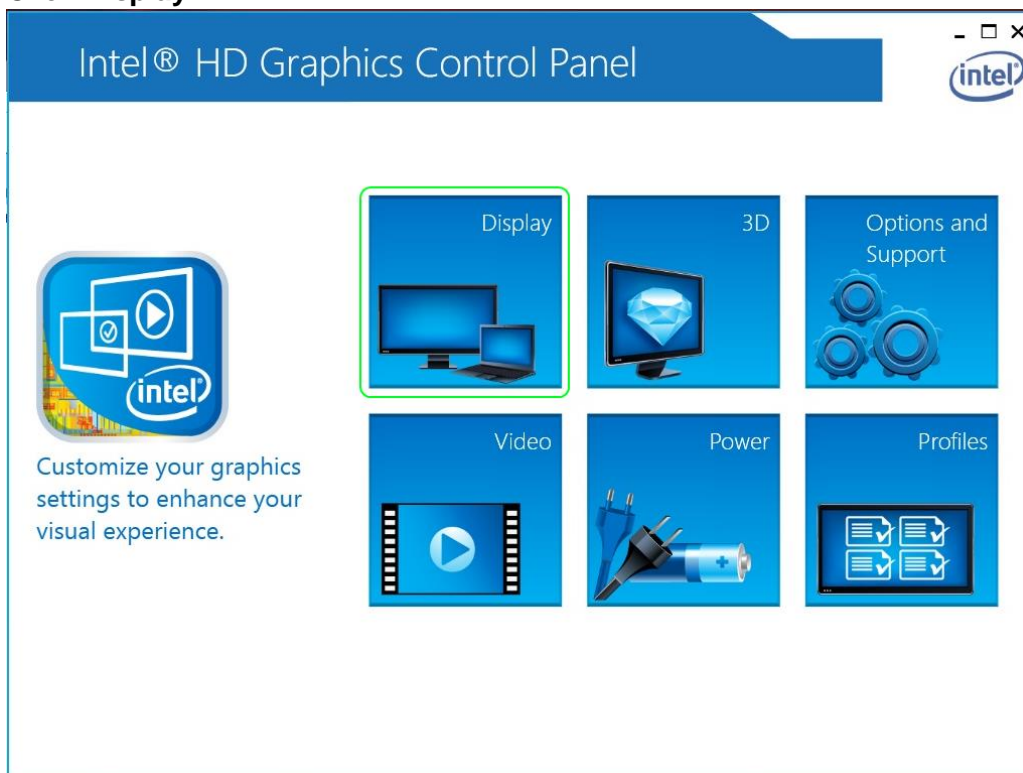 Intel® HD Graphics Control Panel
intel
Display
3D
Options and
Support
intel
Customize your graphics
settings to enhance your
visual experience.
Video
Power
Profiles